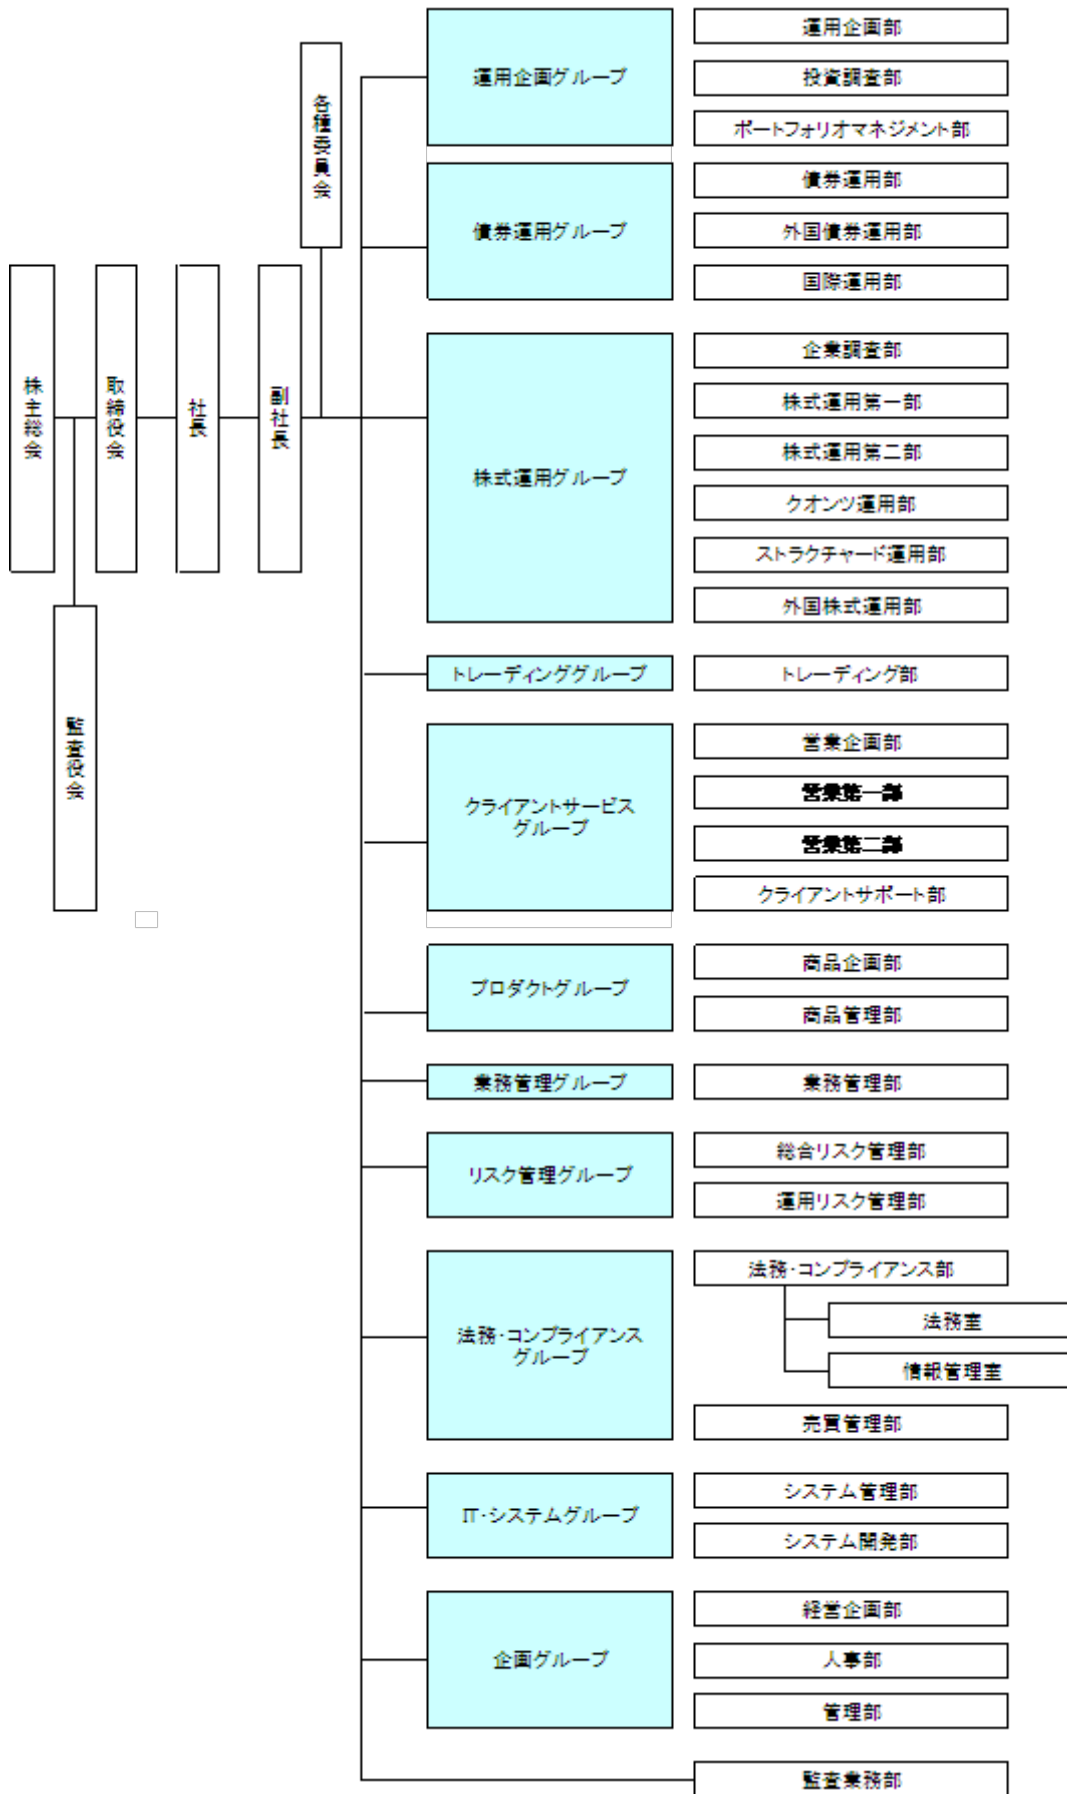 株主総会
監査役会
取締役会
社長
副社長
各種委員会
運用企画グループ
運用企画部
投資調査部
ポートフォリオマネジメント部
債券運用グループ
債券運用部
外国債券運用部
国際運用部
株式運用グループ
企業調査部
株式運用第一部
株式運用第二部
クオンツ運用部
ストラクチャード運用部
外国株式運用部
トレーディンググループ
トレーディング部
クライアントサービス
グループ
営業企画部
営業第一部
営業第二部
クライアントサポート部
プロダクトグループ
商品企画部
商品管理部
業務管理グループ
業務管理部
リスク管理グループ
総合リスク管理部
運用リスク管理部
法務・コンプライアンス
グループ
法務・コンプライアンス部
法務室
情報管理室
売買管理部
IT・システムグループ
システム管理部
システム開発部
企画グループ
経営企画部
人事部
管理部
監査業務部